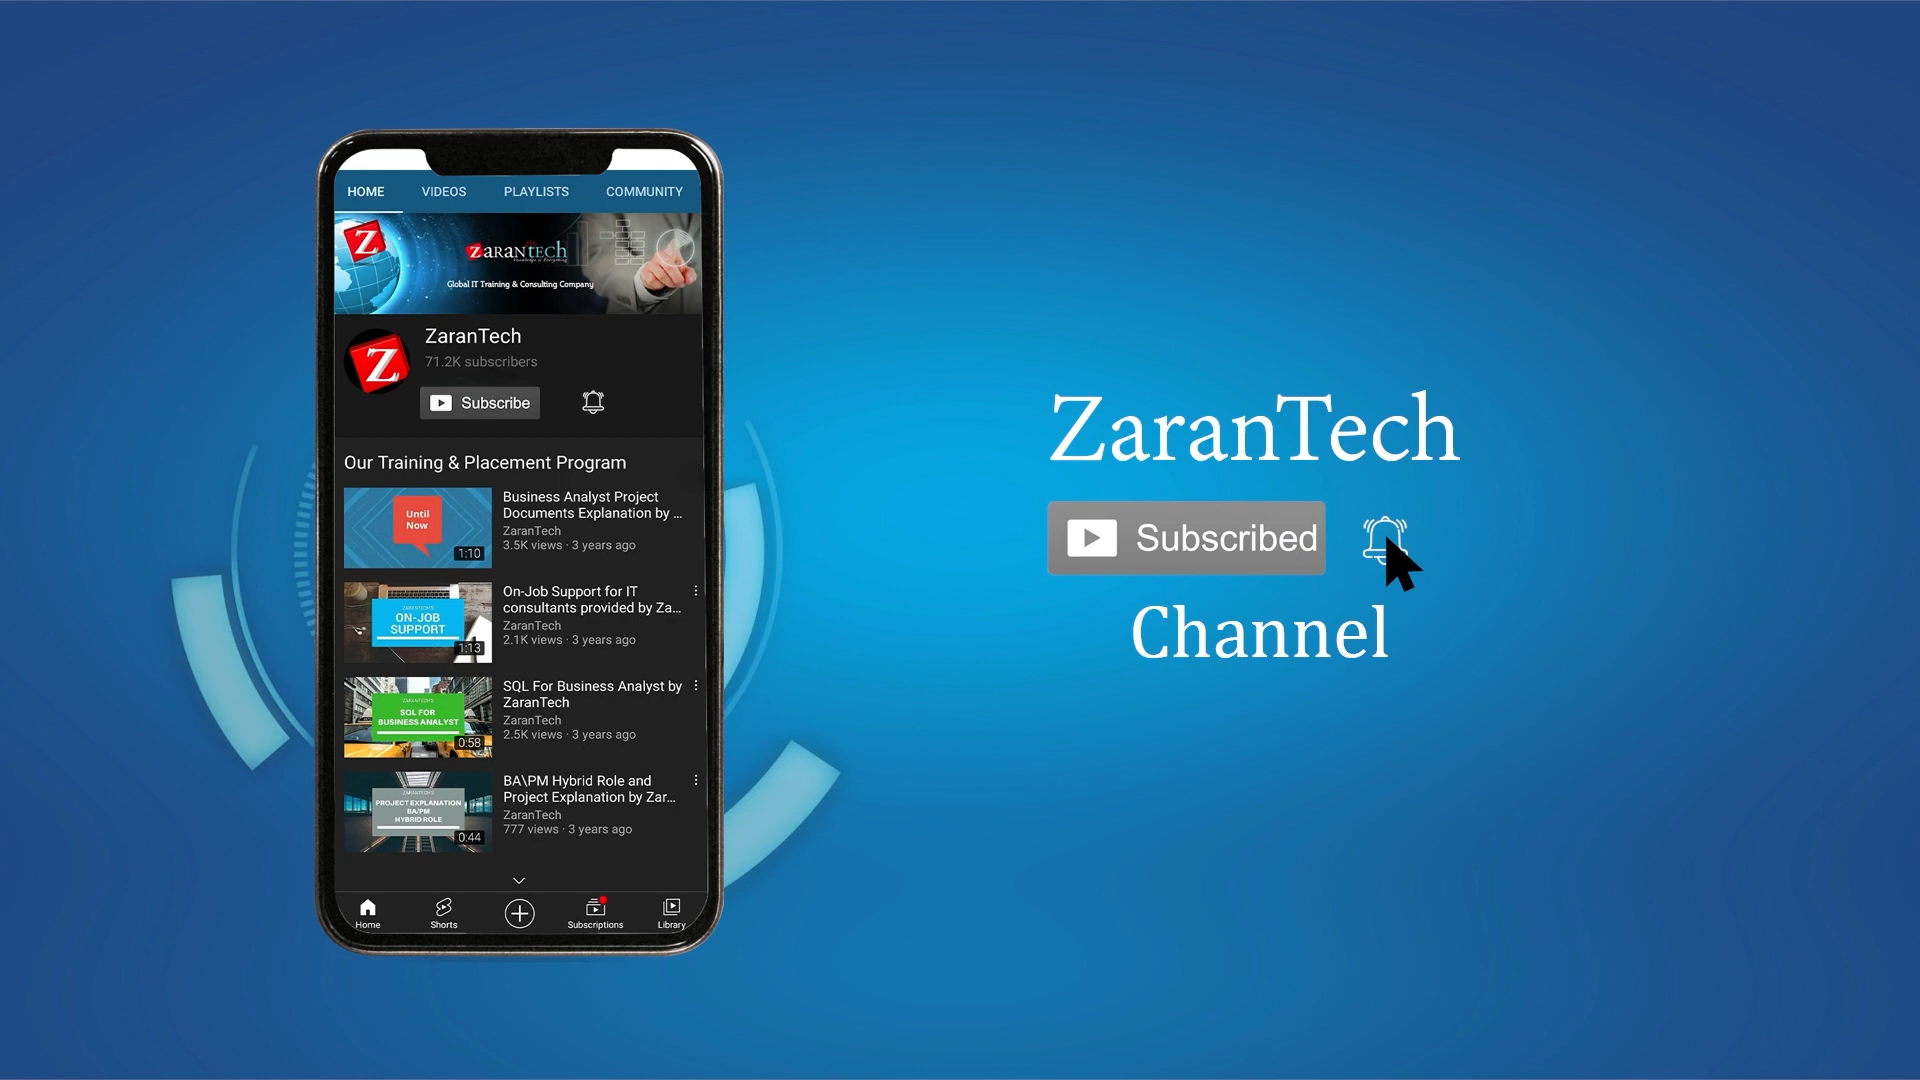 HOME VIDEOS PLAYLISTS COMMUNITY
Z
ZARANTECH
Global IT Training & Consulting Company
Z
ZaranTech
71.2K subscribers
Subscribe
Our Training & Placement Program
Until
Now
1:10
Business Analyst Project
Documents Explanation by ...
ZaranTech
3.5K views · 3 years ago
ZARANTECH'S
ON-JOB
SUPPORT
1:13
On-Job Support for IT
consultants provided by Za...
ZaranTech
2.1K views · 3 years ago
ZARANTECH'S
SQL FOR
BUSINESS ANALYST
0:58
SQL For Business Analyst by
ZaranTech
ZaranTech
2.5K views · 3 years ago
ZARANTECH'S
PROJECT EXPLANATION
BA/PM
HYBRID ROLE
0:44
BA\PM Hybrid Role and
Project Explanation by Zar...
ZaranTech
777 views · 3 years ago
Home Shorts Subscriptions Library
ZaranTech
Subscribed
Channel